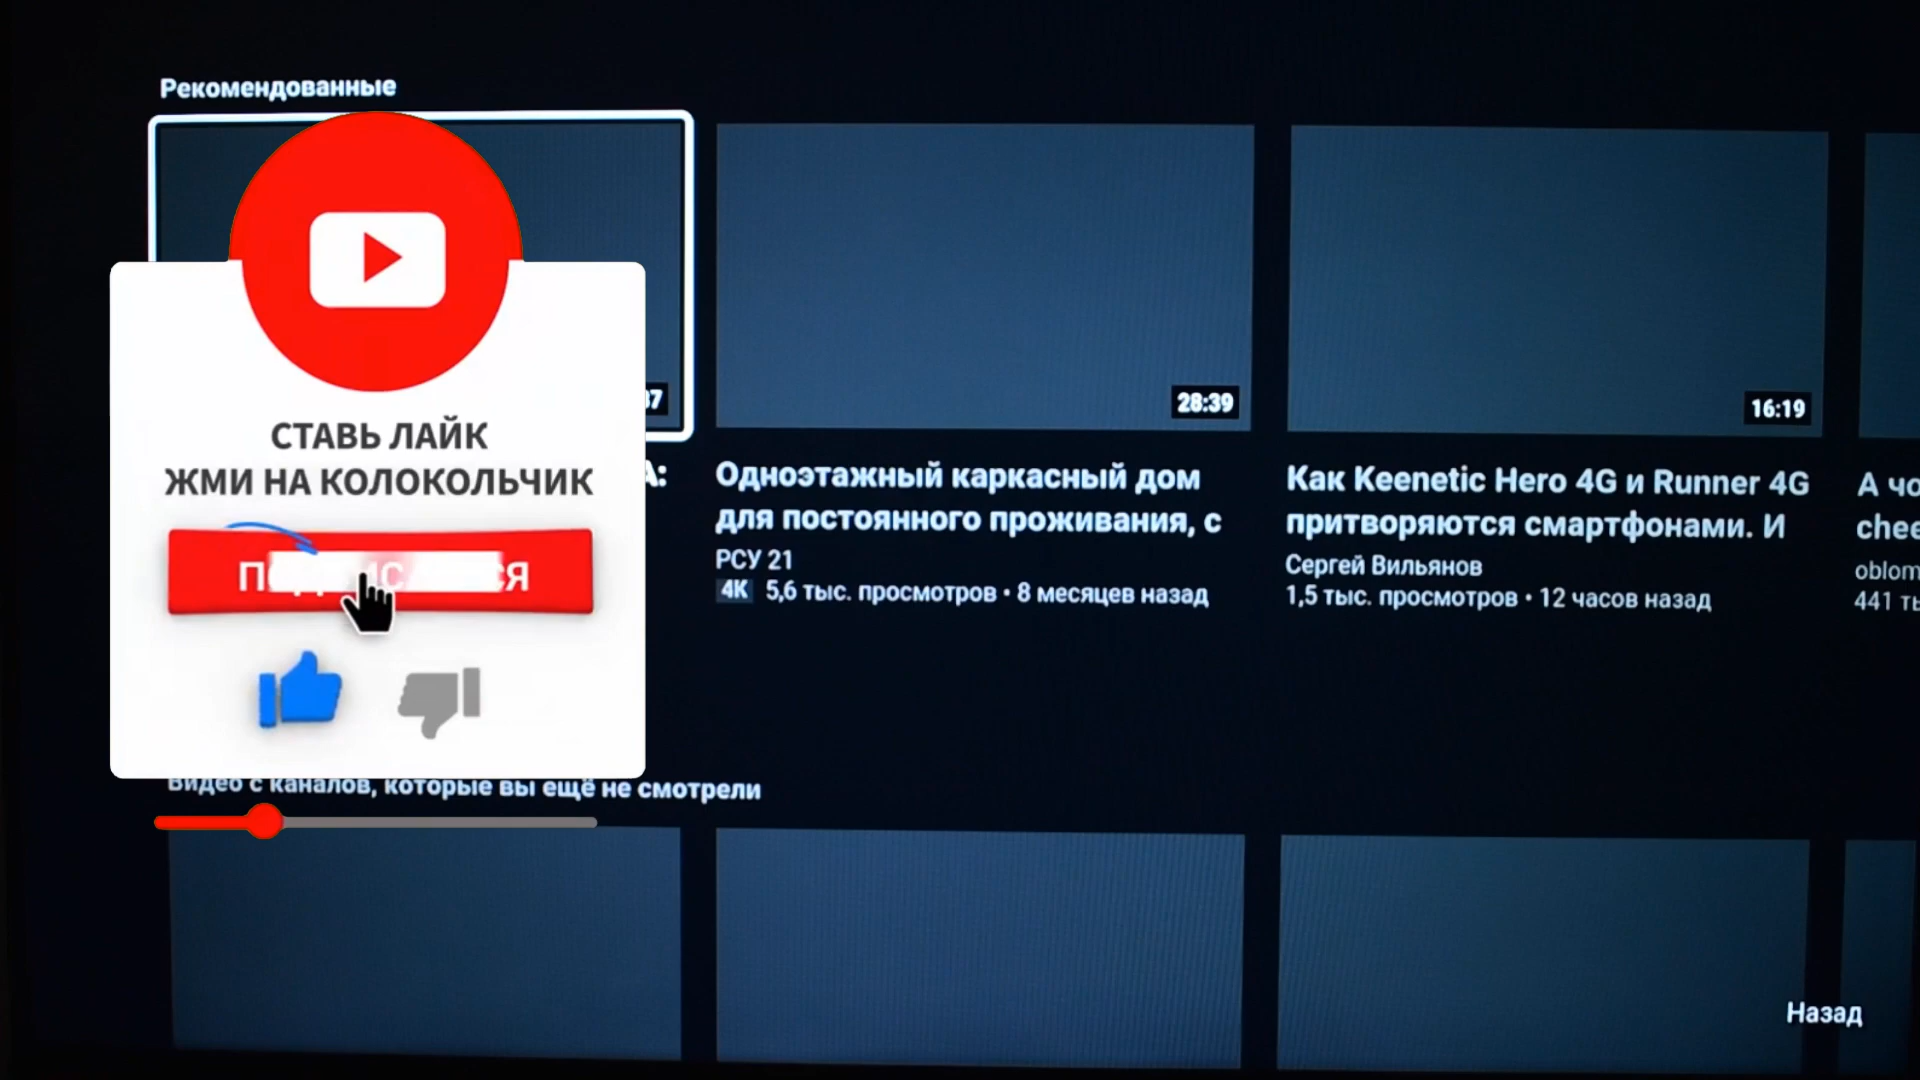 Рекомендованные
СТАВЬ ЛАЙК
ЖМИ НА КОЛОКОЛЬЧИК
37
А:
28:39
Одноэтажный каркасный дом
для постоянного проживания, с
РСУ 21
4K 5,6 тыс. просмотров • 8 месяцев назад
16:19
Как Keenetic Hero 4G и Runner 4G
притворяются смартфонами. И
Сергей Вильянов
1,5 тыс. просмотров • 12 часов назад
А
441
Видео с каналов, которые вы ещё не смотрели
Назад